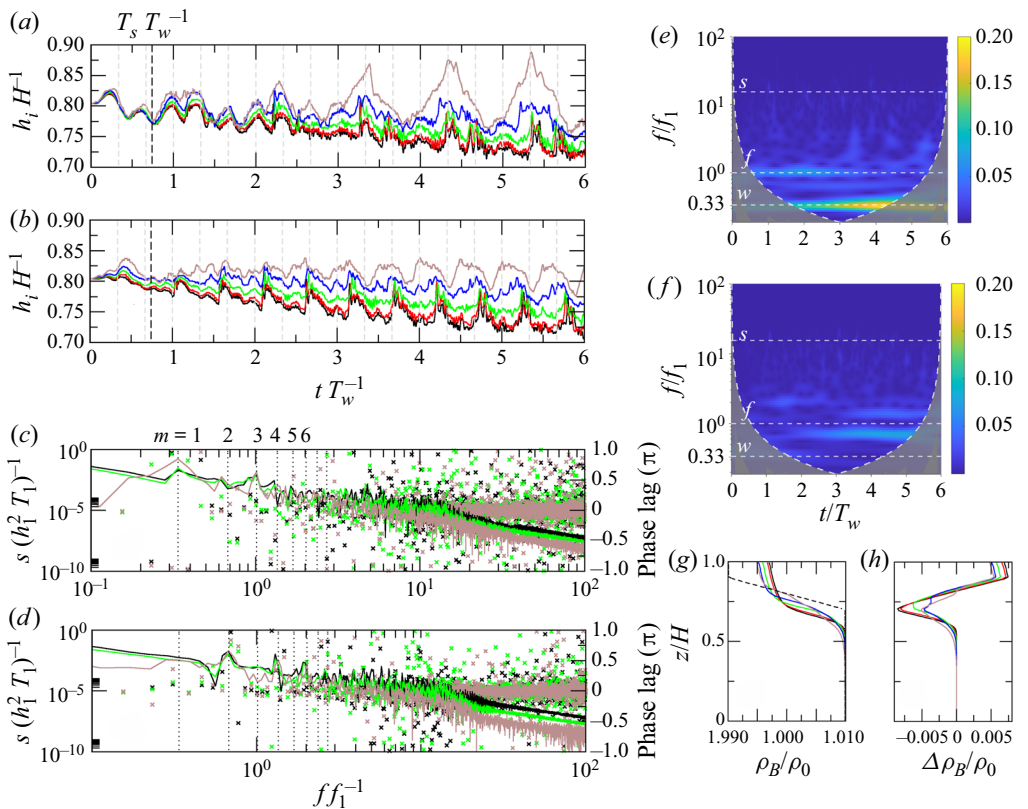 (a)
T_s T_w^{-1}
0.90
0.85
0.80
0.75
0.70
h_i H^{-1}
0 1 2 3 4 5 6
(b)
0.90
0.85
0.80
0.75
0.70
h_i H^{-1}
0 1 2 3 4 5 6
t T_w^{-1}
(c)
m = 1 2 3 4 5 6
10^0
10^{-5}
10^{-10}
s (h_1^2 T_1)^{-1}
1.0
0.5
0
−0.5
−1.0
Phase lag (π)
10^{-1} 10^0 10^1 10^2
(d)
10^0
10^{-5}
10^{-10}
s (h_1^2 T_1)^{-1}
1.0
0.5
0
−0.5
−1.0
Phase lag (π)
10^0 10^1 10^2
f f_1^{-1}
(e)
10^2
10^1
10^0
0.33
f/f_1
s
f
w
0 1 2 3 4 5 6
0.20
0.15
0.10
0.05
(f)
10^2
10^1
10^0
0.33
f/f_1
s
f
w
0 1 2 3 4 5 6
t/T_w
0.20
0.15
0.10
0.05
(g)
1.0
0.5
0
z/H
1.990 1.000 1.010
ρ_B/ρ_0
(h)
−0.005 0 0.005
Δρ_B/ρ_0